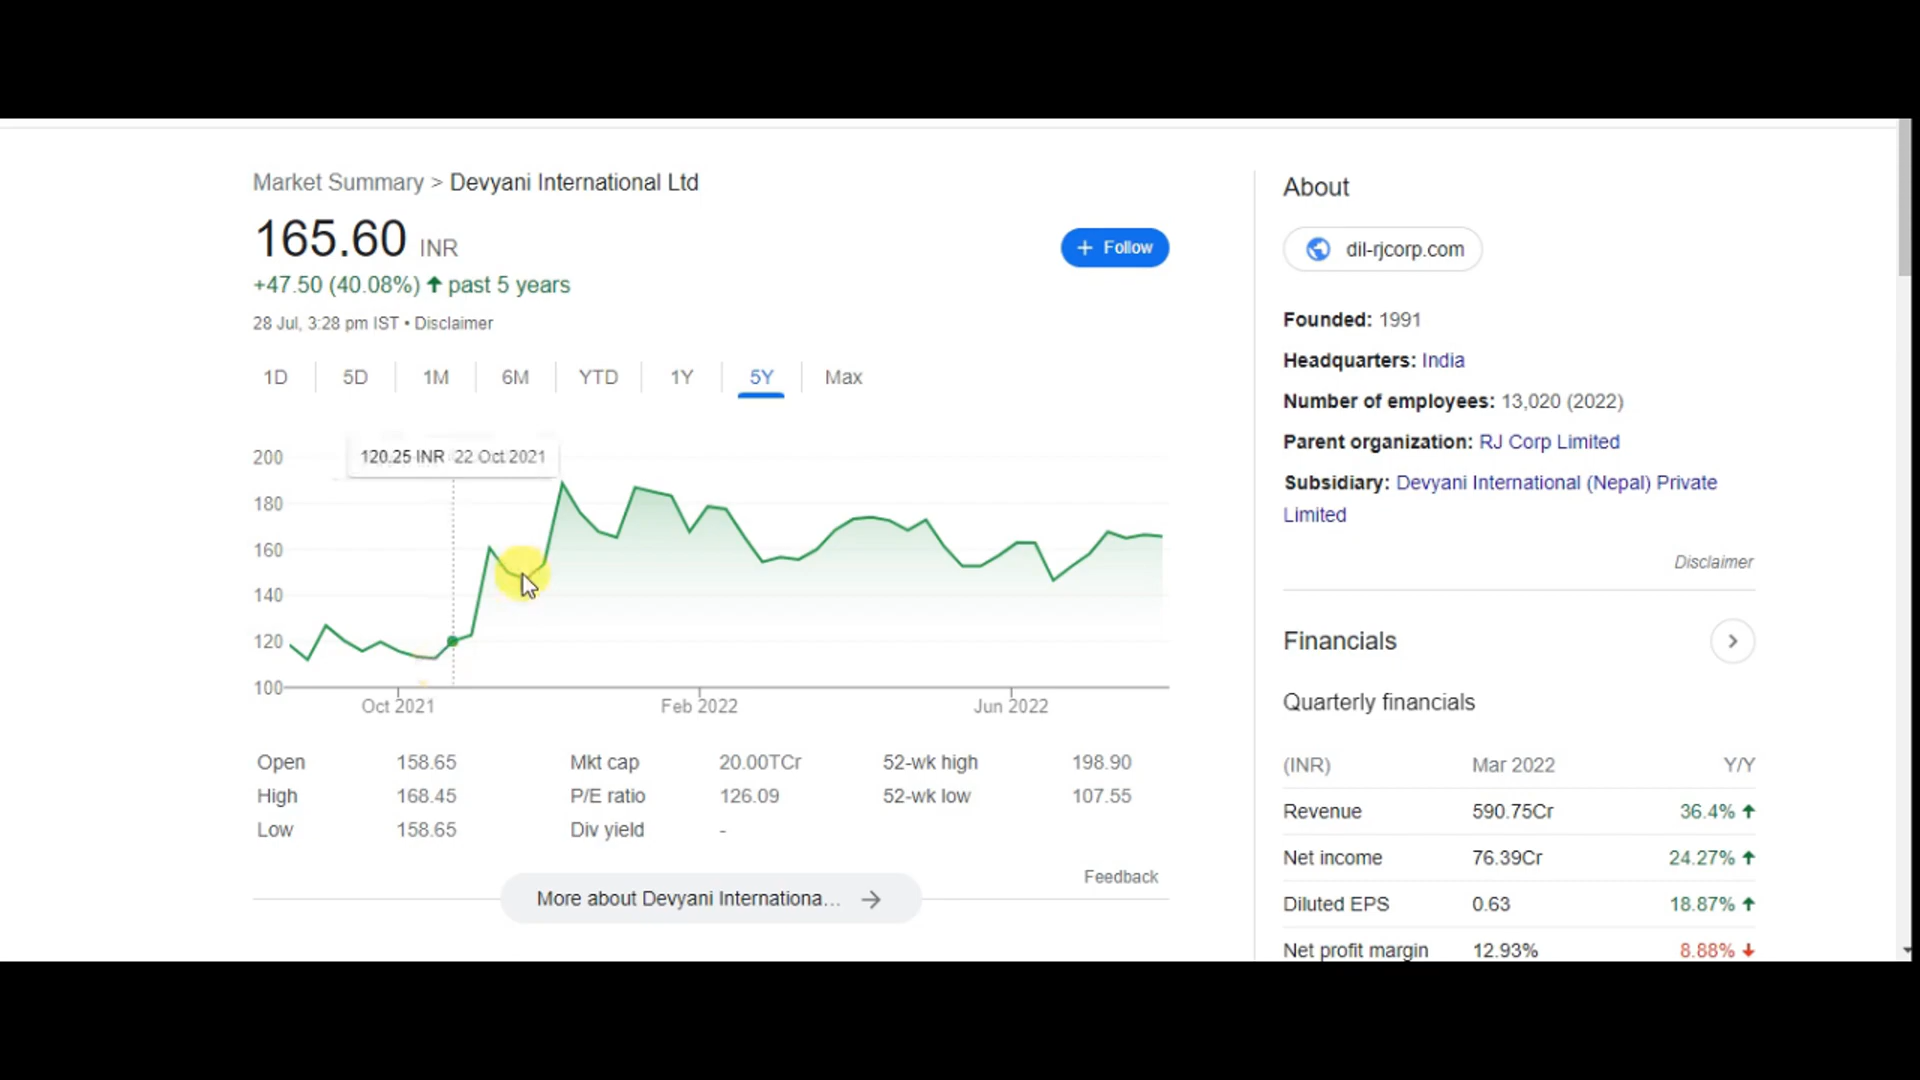 Market Summary > Devyani International Ltd
165.60 INR
+ Follow
+47.50 (40.08%) ↑ past 5 years
28 Jul, 3:28 pm IST • Disclaimer
1D 5D 1M 6M YTD 1Y 5Y Max
120.25 INR 22 Oct 2021
200
180
160
140
120
100
Oct 2021 Feb 2022 Jun 2022
Open 158.65 Mkt cap 20.00TCr 52-wk high 198.90
High 168.45 P/E ratio 126.09 52-wk low 107.55
Low 158.65 Div yield -
Feedback
More about Devyani Internationa... →
About
dil-rjcorp.com
Founded: 1991
Headquarters: India
Number of employees: 13,020 (2022)
Parent organization: RJ Corp Limited
Subsidiary: Devyani International (Nepal) Private
Limited
Disclaimer
Financials
Quarterly financials
(INR) Mar 2022 Y/Y
Revenue 590.75Cr 36.4% ↑
Net income 76.39Cr 24.27% ↑
Diluted EPS 0.63 18.87% ↑
Net profit margin 12.93% 8.88% ↓